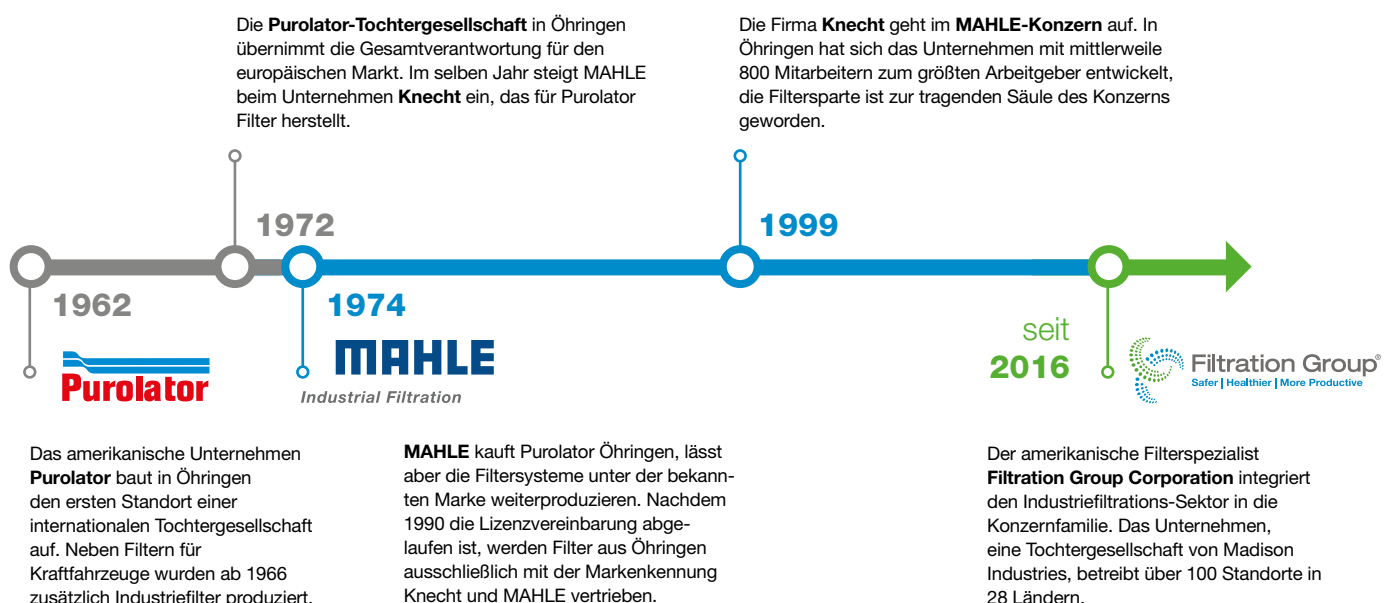 Die Purolator-Tochtergesellschaft in Öhringen
übernimmt die Gesamtverantwortung für den
europäischen Markt. Im selben Jahr steigt MAHLE
beim Unternehmen Knecht ein, das für Purolator
Filter herstellt.
Die Firma Knecht geht im MAHLE-Konzern auf. In
Öhringen hat sich das Unternehmen mit mittlerweile
800 Mitarbeitern zum größten Arbeitgeber entwickelt,
die Filtersparte ist zur tragenden Säule des Konzerns
geworden.
1972
1999
1962
1974
seit
2016
Purolator
MAHLE
Industrial Filtration
Filtration Group®
Safer | Healthier | More Productive
Das amerikanische Unternehmen
Purolator baut in Öhringen
den ersten Standort einer
internationalen Tochtergesellschaft
auf. Neben Filtern für
Kraftfahrzeuge wurden ab 1966
zusätzlich Industriefilter produziert.
MAHLE kauft Purolator Öhringen, lässt
aber die Filtersysteme unter der bekann-
ten Marke weiterproduzieren. Nachdem
1990 die Lizenzvereinbarung abge-
laufen ist, werden Filter aus Öhringen
ausschließlich mit der Markenkennung
Knecht und MAHLE vertrieben.
Der amerikanische Filterspezialist
Filtration Group Corporation integriert
den Industriefiltrations-Sektor in die
Konzernfamilie. Das Unternehmen,
eine Tochtergesellschaft von Madison
Industries, betreibt über 100 Standorte in
28 Ländern.